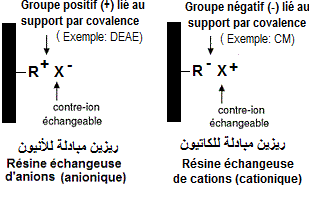 Groupe positif (+) lié au
support par covalence
( Exemple: DEAE)
R+ X-
contre-ion
échangeable
ريزين مبادلة للأنيون
Résine échangeuse
d'anions (anionique)
Groupe négatif (-) lié au
support par covalence
( Exemple: CM)
R- X+
contre-ion
échangeable
ريزين مبادلة للكاتيون
Résine échangeuse
de cations (cationique)